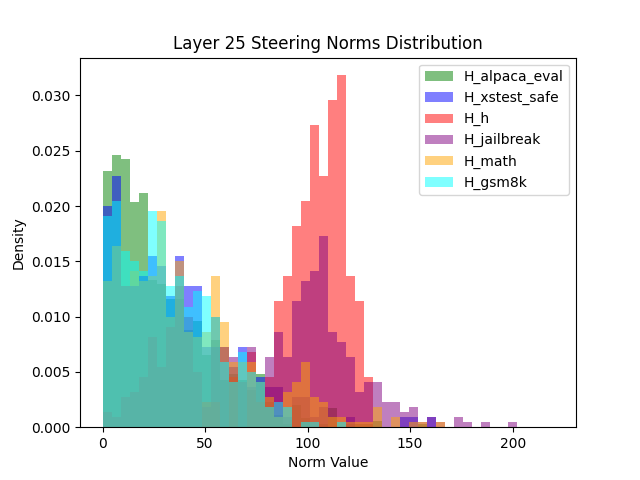 Layer 25 Steering Norms Distribution
H_alpaca_eval
H_xstest_safe
H_h
H_jailbreak
H_math
H_gsm8k
Density
0.030
0.025
0.020
0.015
0.010
0.005
0.000
0
50
100
150
200
Norm Value